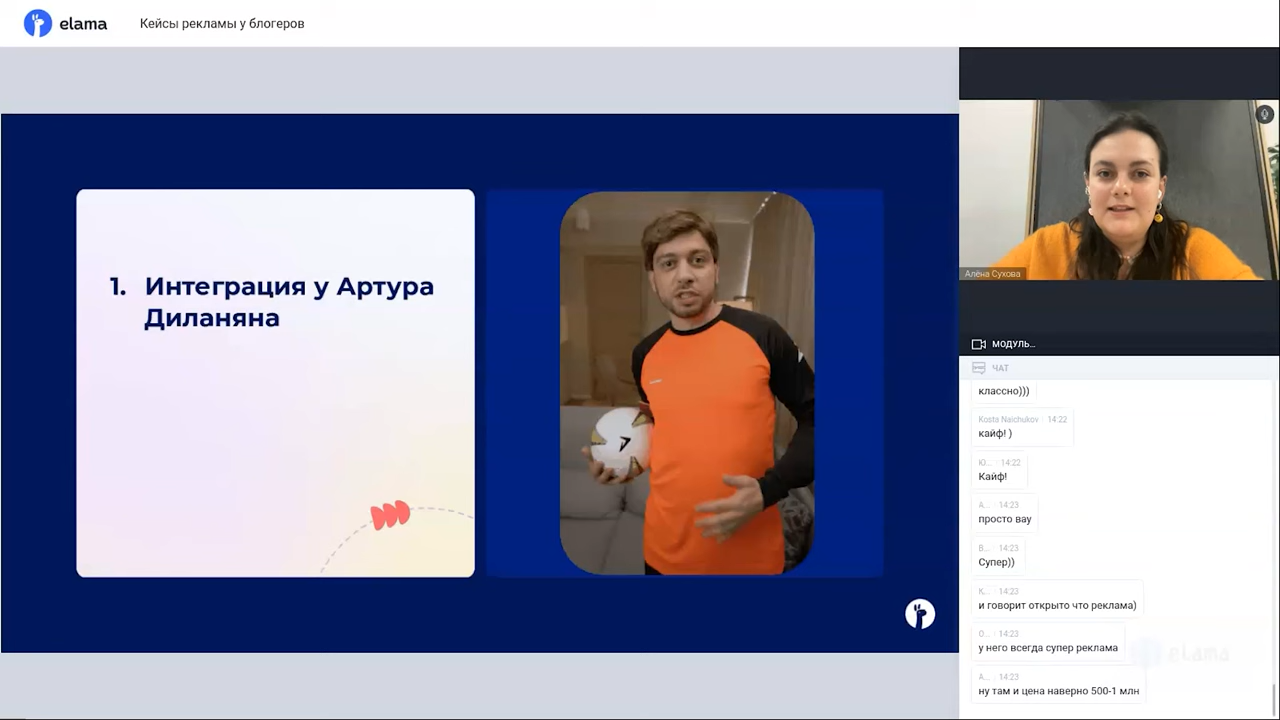 elama
Кейсы рекламы у блогеров
1. Интеграция у Артура
Диланяна
Алёна Сухова
МОДУЛЬ...
ЧАТ
классно)))
Kosta Naichukov 14:22
кайф! )
Ю... 14:22
Кайф!
А... 14:23
просто вау
В... 14:23
Супер))
К... 14:23
и говорит открыто что реклама)
О... 14:23
у него всегда супер реклама
elama
А... 14:23
ну там и цена наверно 500-1 млн